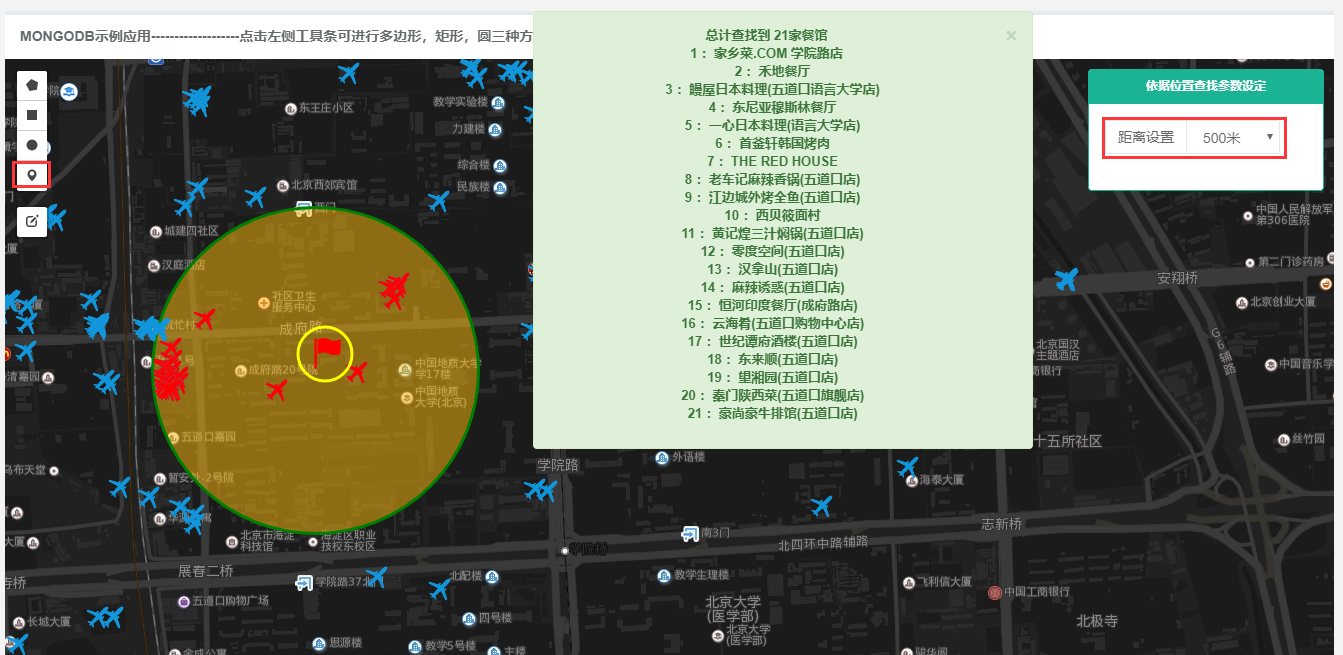 MONGODB示例应用-------------------点击左侧工具条可进行多边形，矩形，圆三种方
总计查找到 21家餐馆
×
1： 家乡菜.COM 学院路店
2： 禾地餐厅
3： 鳗屋日本料理(五道口语言大学店)
4： 东尼亚穆斯林餐厅
5： 一心日本料理(语言大学店)
6： 首釜轩韩国烤肉
7： THE RED HOUSE
8： 老车记麻辣香锅(五道口店)
9： 江边城外烤全鱼(五道口店)
10： 西贝莜面村
11： 黄记煌三汁焖锅(五道口店)
12： 零度空间(五道口店)
13： 汉拿山(五道口店)
14： 麻辣诱惑(五道口店)
15： 恒河印度餐厅(成府路店)
16： 云海肴(五道口购物中心店)
17： 世纪谭府酒楼(五道口店)
18： 东来顺(五道口店)
19： 望湘园(五道口店)
20： 秦门陕西菜(五道口旗舰店)
21： 豪尚豪牛排馆(五道口店)
依据位置查找参数设定
距离设置
500米
东王庄小区
教学实验楼
力建楼
综合楼
民族楼
北京西郊宾馆
西门
城建四社区
汉庭酒店
社区卫生
服务中心
成府路
成府路20号院
中国地质大学
学17楼
中国地质
大学(北京)
清嘉园
五道口嘉园
乌布天堂
暂安处2号院
北京市海淀
科技馆
海淀区职业
技校东校区
展春二桥
学院路37北
五道口购物广场
长城大厦
金成公寓
思源楼
北配楼
四号楼
教学5号楼
主楼
学院路
学院桥
外语楼
南3门
教学生理楼
北京大学
(医学部)
北京大学
(医学部)
北四环中路辅路
海泰大厦
志新桥
飞利信大厦
中国工商银行
北极寺
骏华阁
丝竹园
十五所社区
中国音乐学
北京国汉
主题酒店
商银行
G6辅路
北京创业大厦
安翔桥
第二门诊药房
中国人民解放军
第306医院